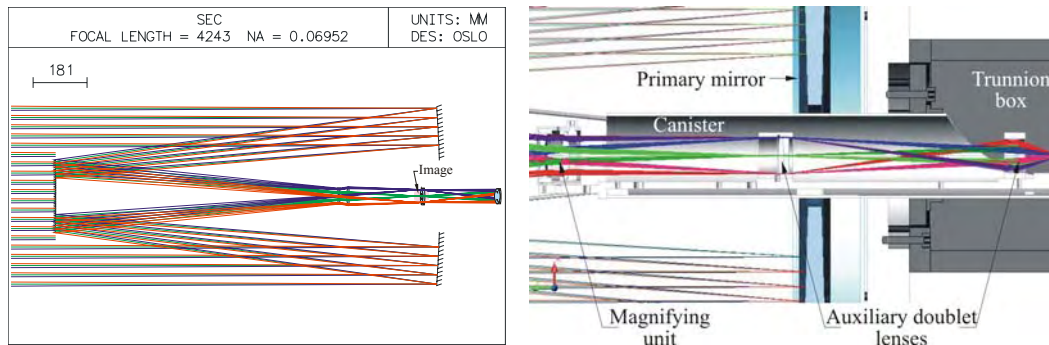 SEC
FOCAL LENGTH = 4243 NA = 0.06952
UNITS: MM
DES: OSLO
181
Image
Primary mirror
Trunnion
box
Canister
Magnifying
unit
Auxiliary doublet
lenses